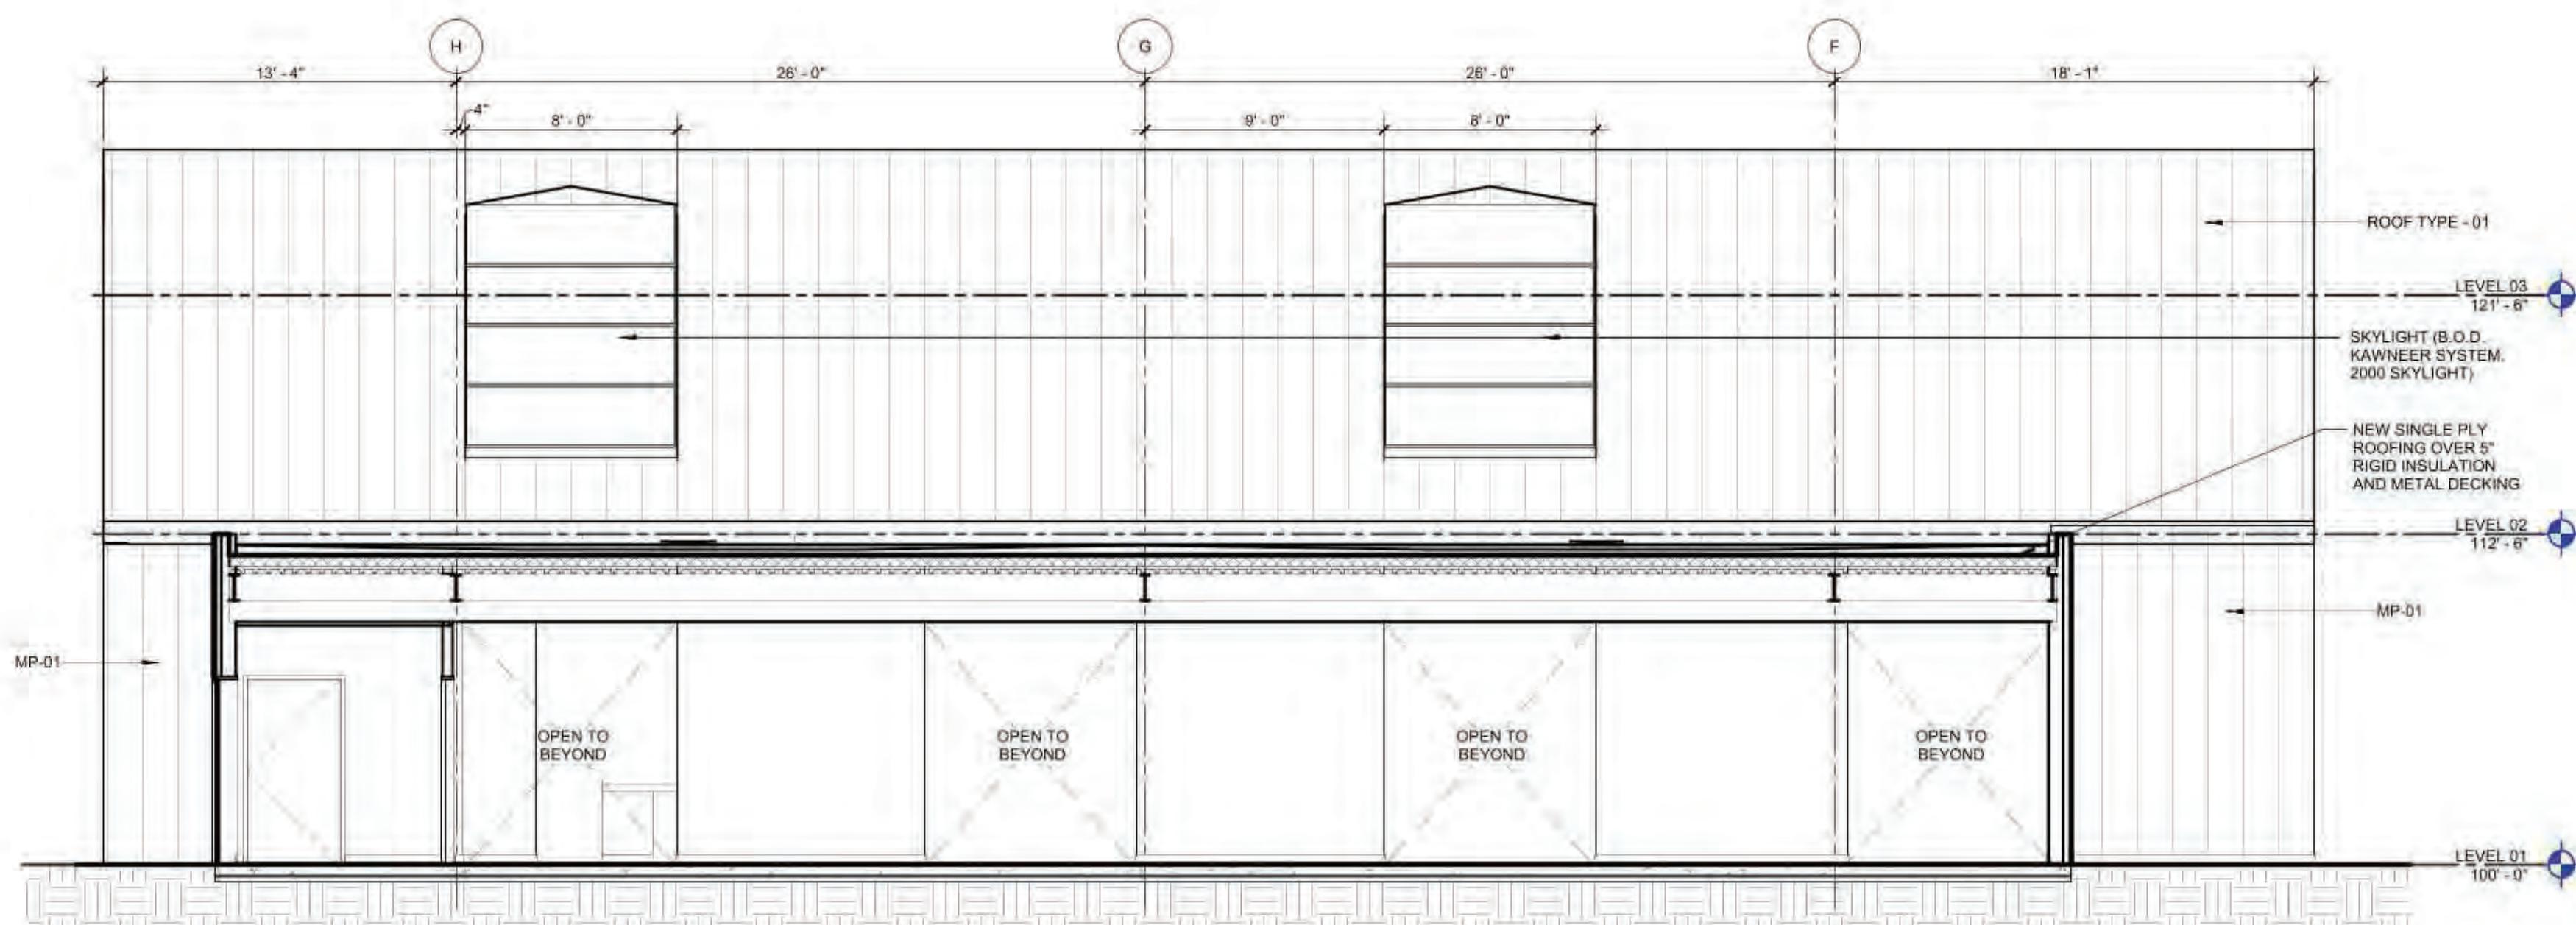 H
G
F
13' - 4"
26' - 0"
26' - 0"
18' - 1"
4"
8' - 0"
9' - 0"
8' - 0"
ROOF TYPE - 01
LEVEL 03
121' - 6"
SKYLIGHT (B.O.D.
KAWNEER SYSTEM.
2000 SKYLIGHT)
NEW SINGLE PLY
ROOFING OVER 5"
RIGID INSULATION
AND METAL DECKING
LEVEL 02
112' - 6"
MP-01
MP-01
OPEN TO
BEYOND
OPEN TO
BEYOND
OPEN TO
BEYOND
OPEN TO
BEYOND
LEVEL 01
100' - 0"